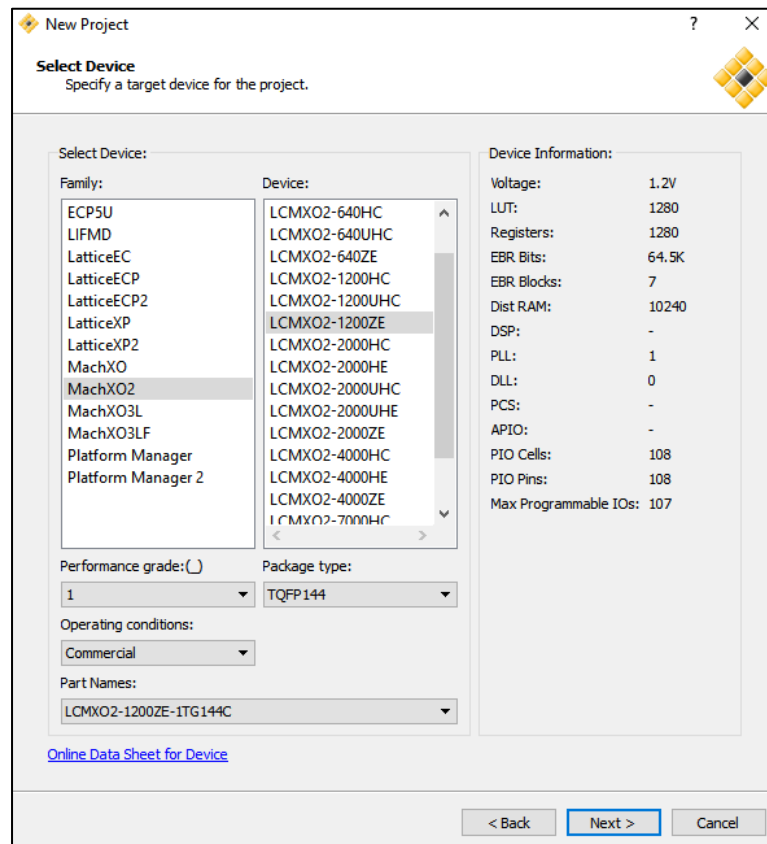 New Project
? ×
Select Device
Specify a target device for the project.
Select Device:
Family:
ECP5U
LIFMD
LatticeEC
LatticeECP
LatticeECP2
LatticeXP
LatticeXP2
MachXO
MachXO2
MachXO3L
MachXO3LF
Platform Manager
Platform Manager 2
Device:
LCMXO2-640HC
LCMXO2-640UHC
LCMXO2-640ZE
LCMXO2-1200HC
LCMXO2-1200UHC
LCMXO2-1200ZE
LCMXO2-2000HC
LCMXO2-2000HE
LCMXO2-2000UHC
LCMXO2-2000UHE
LCMXO2-2000ZE
LCMXO2-4000HC
LCMXO2-4000HE
LCMXO2-4000ZE
LCMXO2-7000HC
Performance grade:(_)
1
Package type:
TQFP144
Operating conditions:
Commercial
Part Names:
LCMXO2-1200ZE-1TG144C
Online Data Sheet for Device
Device Information:
Voltage: 1.2V
LUT: 1280
Registers: 1280
EBR Bits: 64.5K
EBR Blocks: 7
Dist RAM: 10240
DSP: -
PLL: 1
DLL: 0
PCS: -
APIO: -
PIO Cells: 108
PIO Pins: 108
Max Programmable IOs: 107
< Back
Next >
Cancel